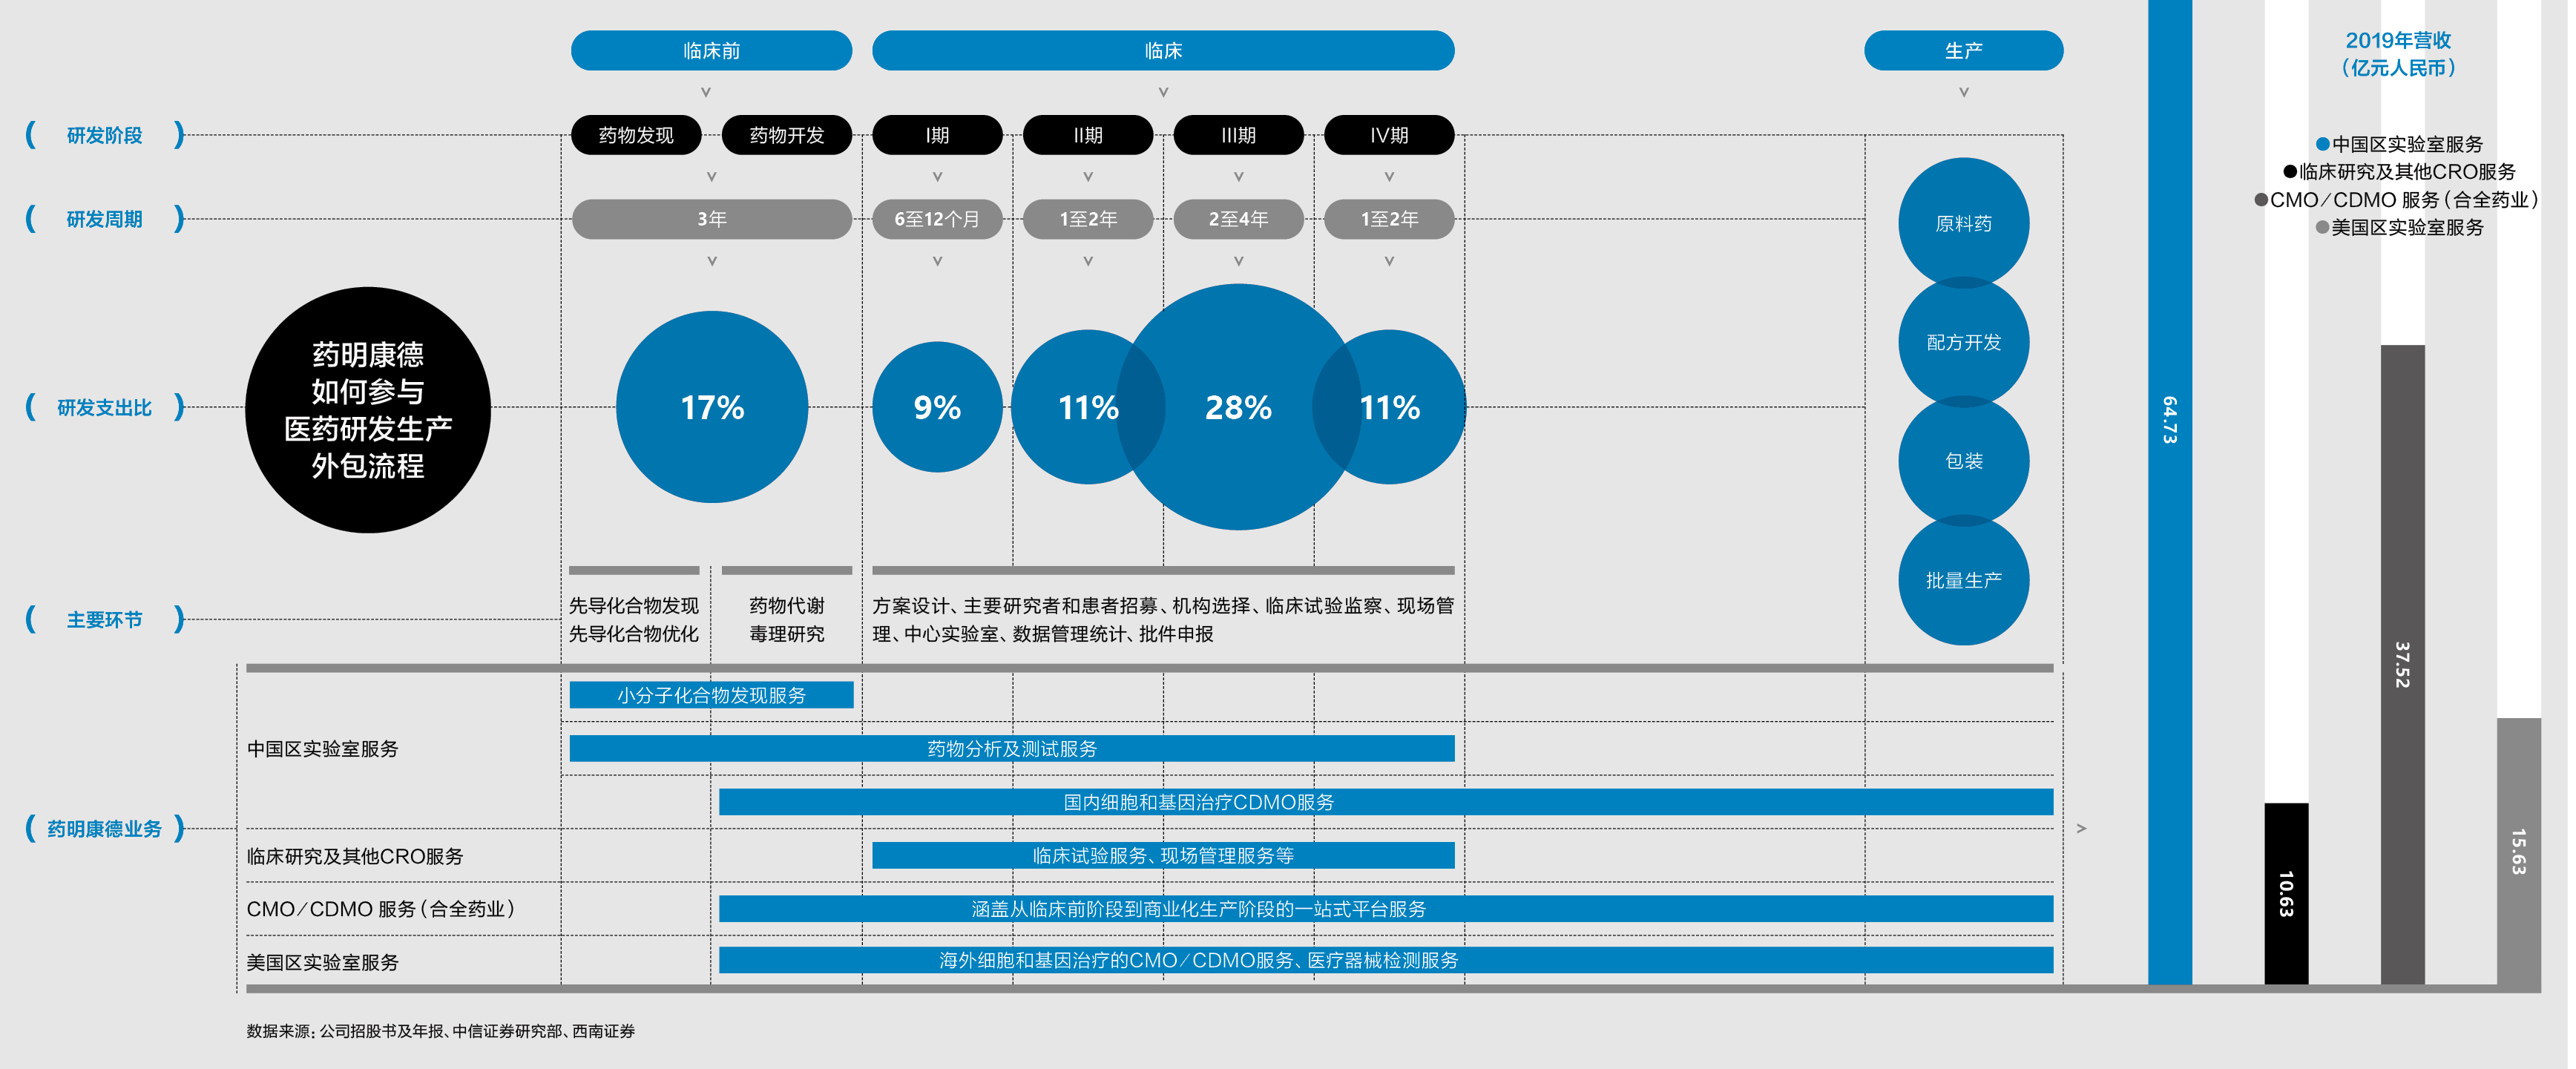 临床前
临床
生产
2019年营收
（亿元人民币）
研发阶段
药物发现
药物开发
I期
II期
III期
IV期
中国区实验室服务
临床研究及其他CRO服务
CMO/CDMO 服务（合全药业）
美国区实验室服务
研发周期
3年
6至12个月
1至2年
2至4年
1至2年
原料药
配方开发
包装
批量生产
药明康德
如何参与
医药研发生产
外包流程
研发支出比
17%
9%
11%
28%
11%
主要环节
先导化合物发现
先导化合物优化
药物代谢
毒理研究
方案设计、主要研究者和患者招募、机构选择、临床试验监察、现场管
理、中心实验室、数据管理统计、批件申报
药明康德业务
中国区实验室服务
小分子化合物发现服务
药物分析及测试服务
国内细胞和基因治疗CDMO服务
临床研究及其他CRO服务
临床试验服务、现场管理服务等
CMO/CDMO 服务（合全药业）
涵盖从临床前阶段到商业化生产阶段的一站式平台服务
美国区实验室服务
海外细胞和基因治疗的CMO/CDMO服务、医疗器械检测服务
64.73
10.63
37.52
15.63
数据来源：公司招股书及年报、中信证券研究部、西南证券